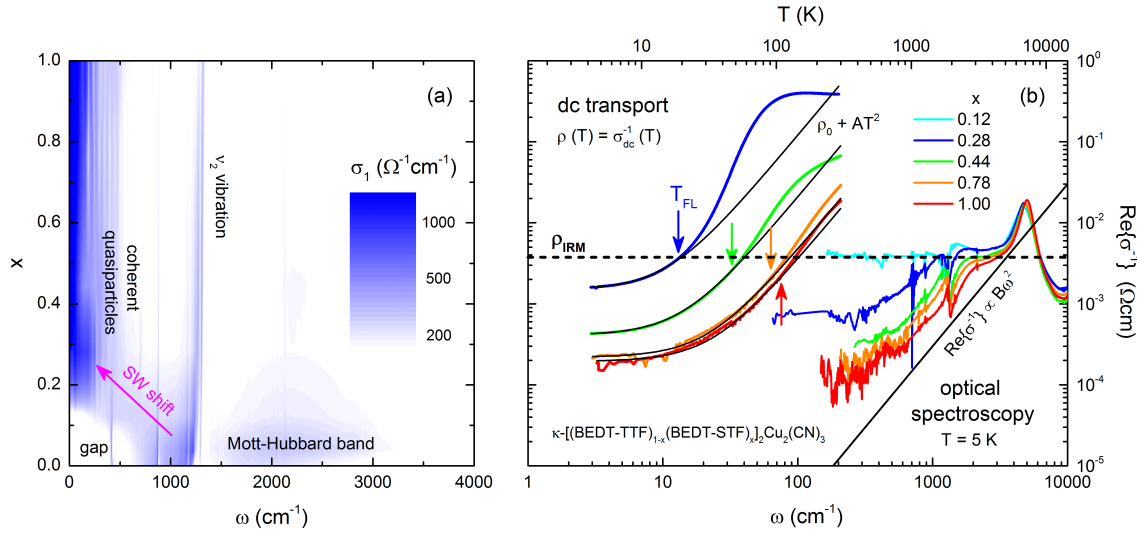 (a)
1.0
0.8
0.6
0.4
0.2
0.0
x
0
1000
2000
3000
4000
ω (cm⁻¹)
quasiparticles
coherent
ν₂ vibration
σ₁ (Ω⁻¹cm⁻¹)
1000
500
200
SW shift
gap
Mott-Hubbard band
T (K)
10
100
1000
10000
(b)
dc transport
ρ (T) = σ_dc⁻¹ (T)
ρ₀ + AT²
x
0.12
0.28
0.44
0.78
1.00
T_FL
ρ_IRM
Re{σ⁻¹} ∝ Bω²
optical
spectroscopy
T = 5 K
κ-[(BEDT-TTF)₁₋ₓ(BEDT-STF)ₓ]₂Cu₂(CN)₃
10⁰
10⁻¹
10⁻²
10⁻³
10⁻⁴
10⁻⁵
Re{σ⁻¹} (Ωcm)
1
10
100
1000
10000
ω (cm⁻¹)